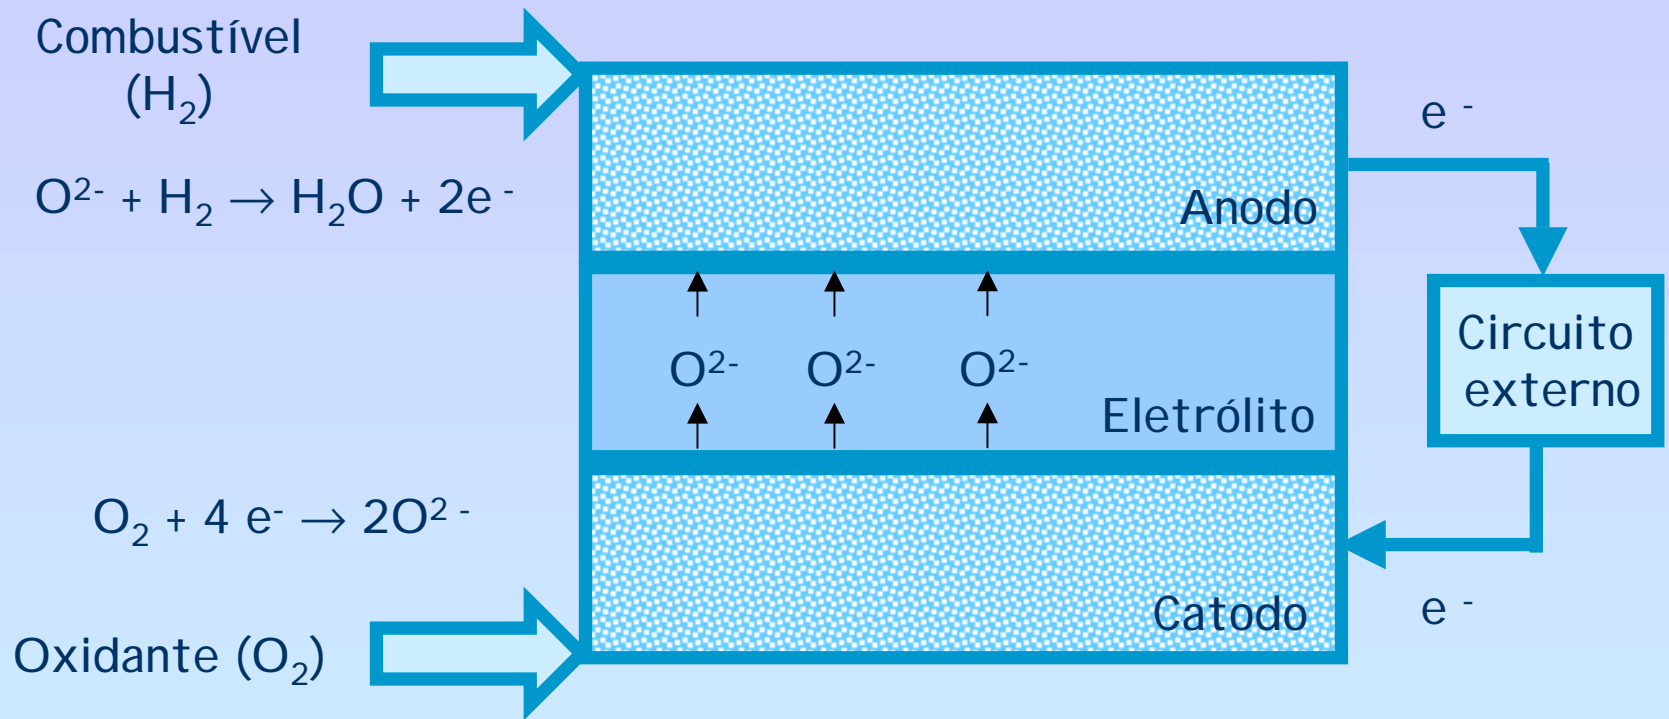 Combustível
(H₂)
e -
O²⁻ + H₂ → H₂O + 2e -
Anodo
Circuito
externo
O²⁻ O²⁻ O²⁻
Eletrólito
O₂ + 4 e⁻ → 2O² -
Catodo
e -
Oxidante (O₂)